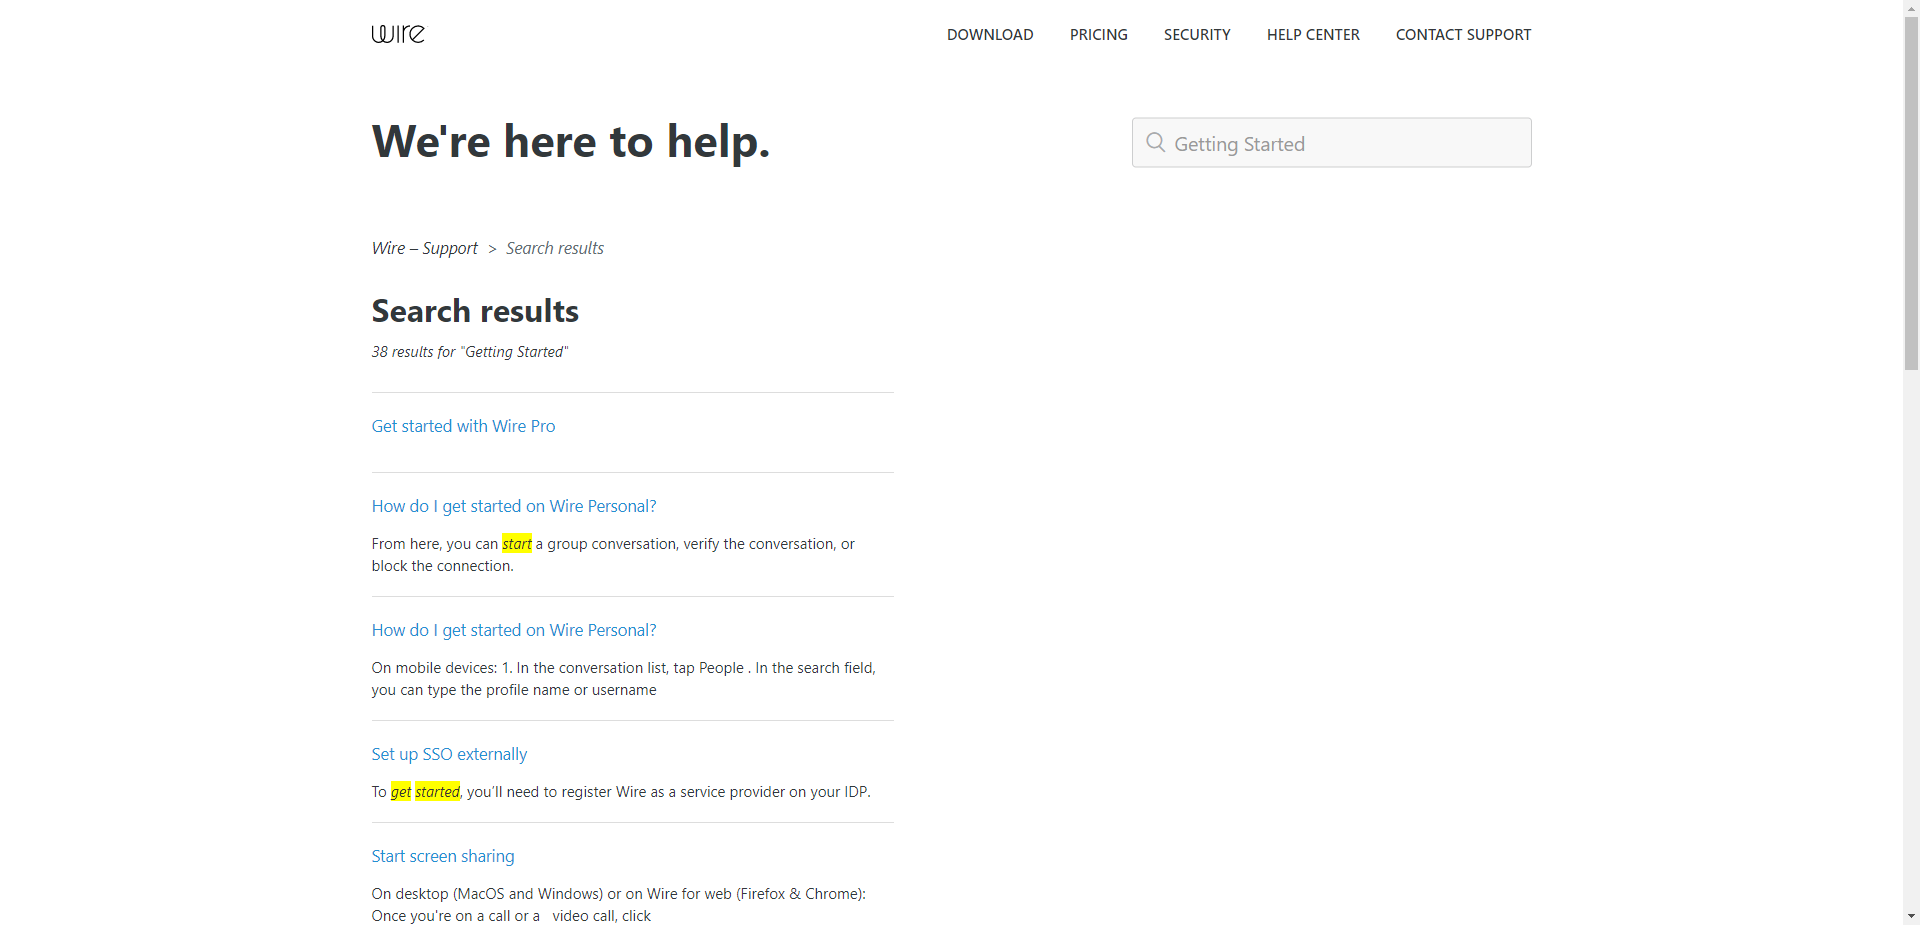 wire
DOWNLOAD PRICING SECURITY HELP CENTER CONTACT SUPPORT
We're here to help.
Getting Started
Wire – Support > Search results
Search results
38 results for "Getting Started"
Get started with Wire Pro
How do I get started on Wire Personal?
From here, you can start a group conversation, verify the conversation, or
block the connection.
How do I get started on Wire Personal?
On mobile devices: 1. In the conversation list, tap People . In the search field,
you can type the profile name or username
Set up SSO externally
To get started, you’ll need to register Wire as a service provider on your IDP.
Start screen sharing
On desktop (MacOS and Windows) or on Wire for web (Firefox & Chrome):
Once you're on a call or a video call, click